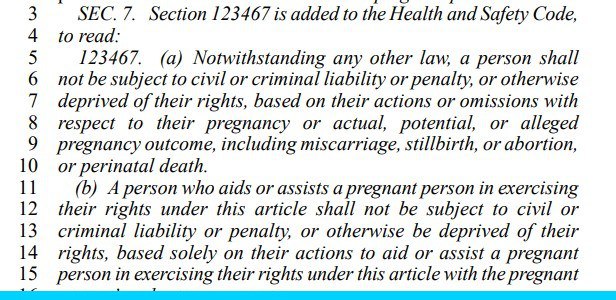 3 SEC. 7. Section 123467 is added to the Health and Safety Code,
4 to read:
5 123467. (a) Notwithstanding any other law, a person shall
6 not be subject to civil or criminal liability or penalty, or otherwise
7 deprived of their rights, based on their actions or omissions with
8 respect to their pregnancy or actual, potential, or alleged
9 pregnancy outcome, including miscarriage, stillbirth, or abortion,
10 or perinatal death.
11 (b) A person who aids or assists a pregnant person in exercising
12 their rights under this article shall not be subject to civil or
13 criminal liability or penalty, or otherwise be deprived of their
14 rights, based solely on their actions to aid or assist a pregnant
15 person in exercising their rights under this article with the pregnant